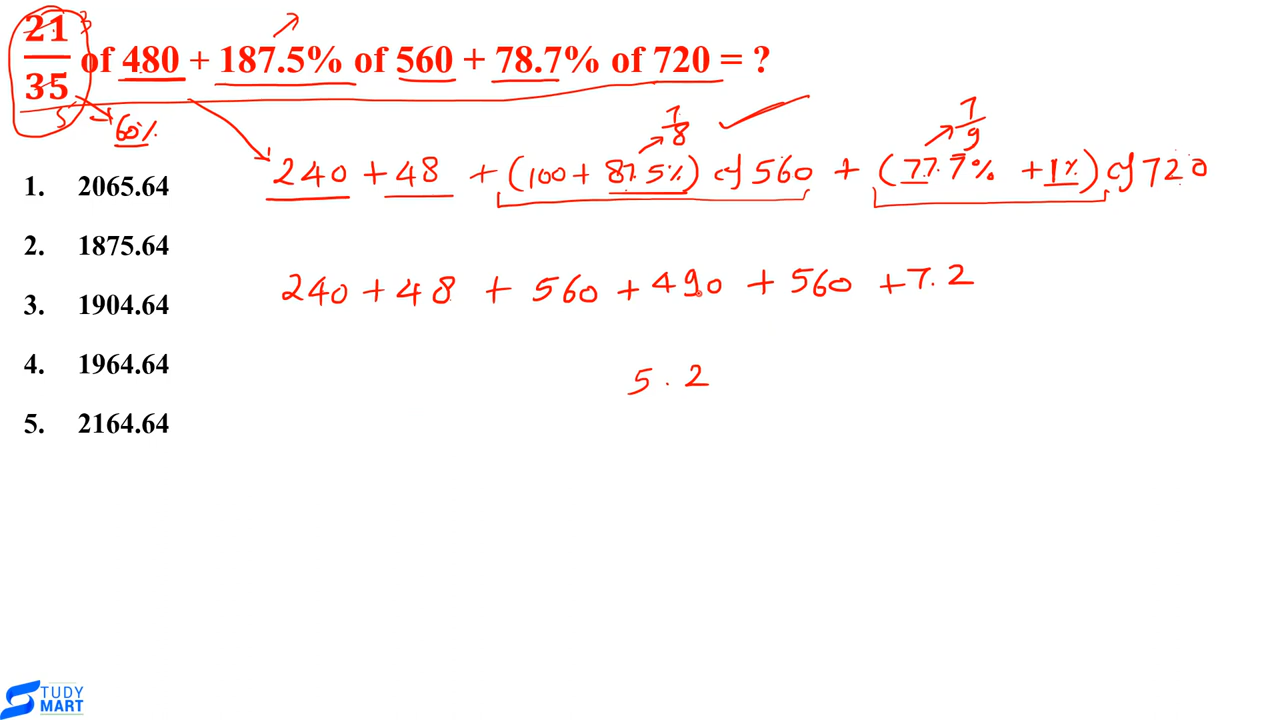 21/35 of 480 + 187.5% of 560 + 78.7% of 720 = ?
3
5
60%
7/8
7/9
240 + 48 + (100 + 87.5%) of 560 + (77.7% + 1%) of 720
1. 2065.64
2. 1875.64
240 + 48 + 560 + 490 + 560 + 7.2
3. 1904.64
4. 1964.64
5.2
5. 2164.64
STUDY
MART